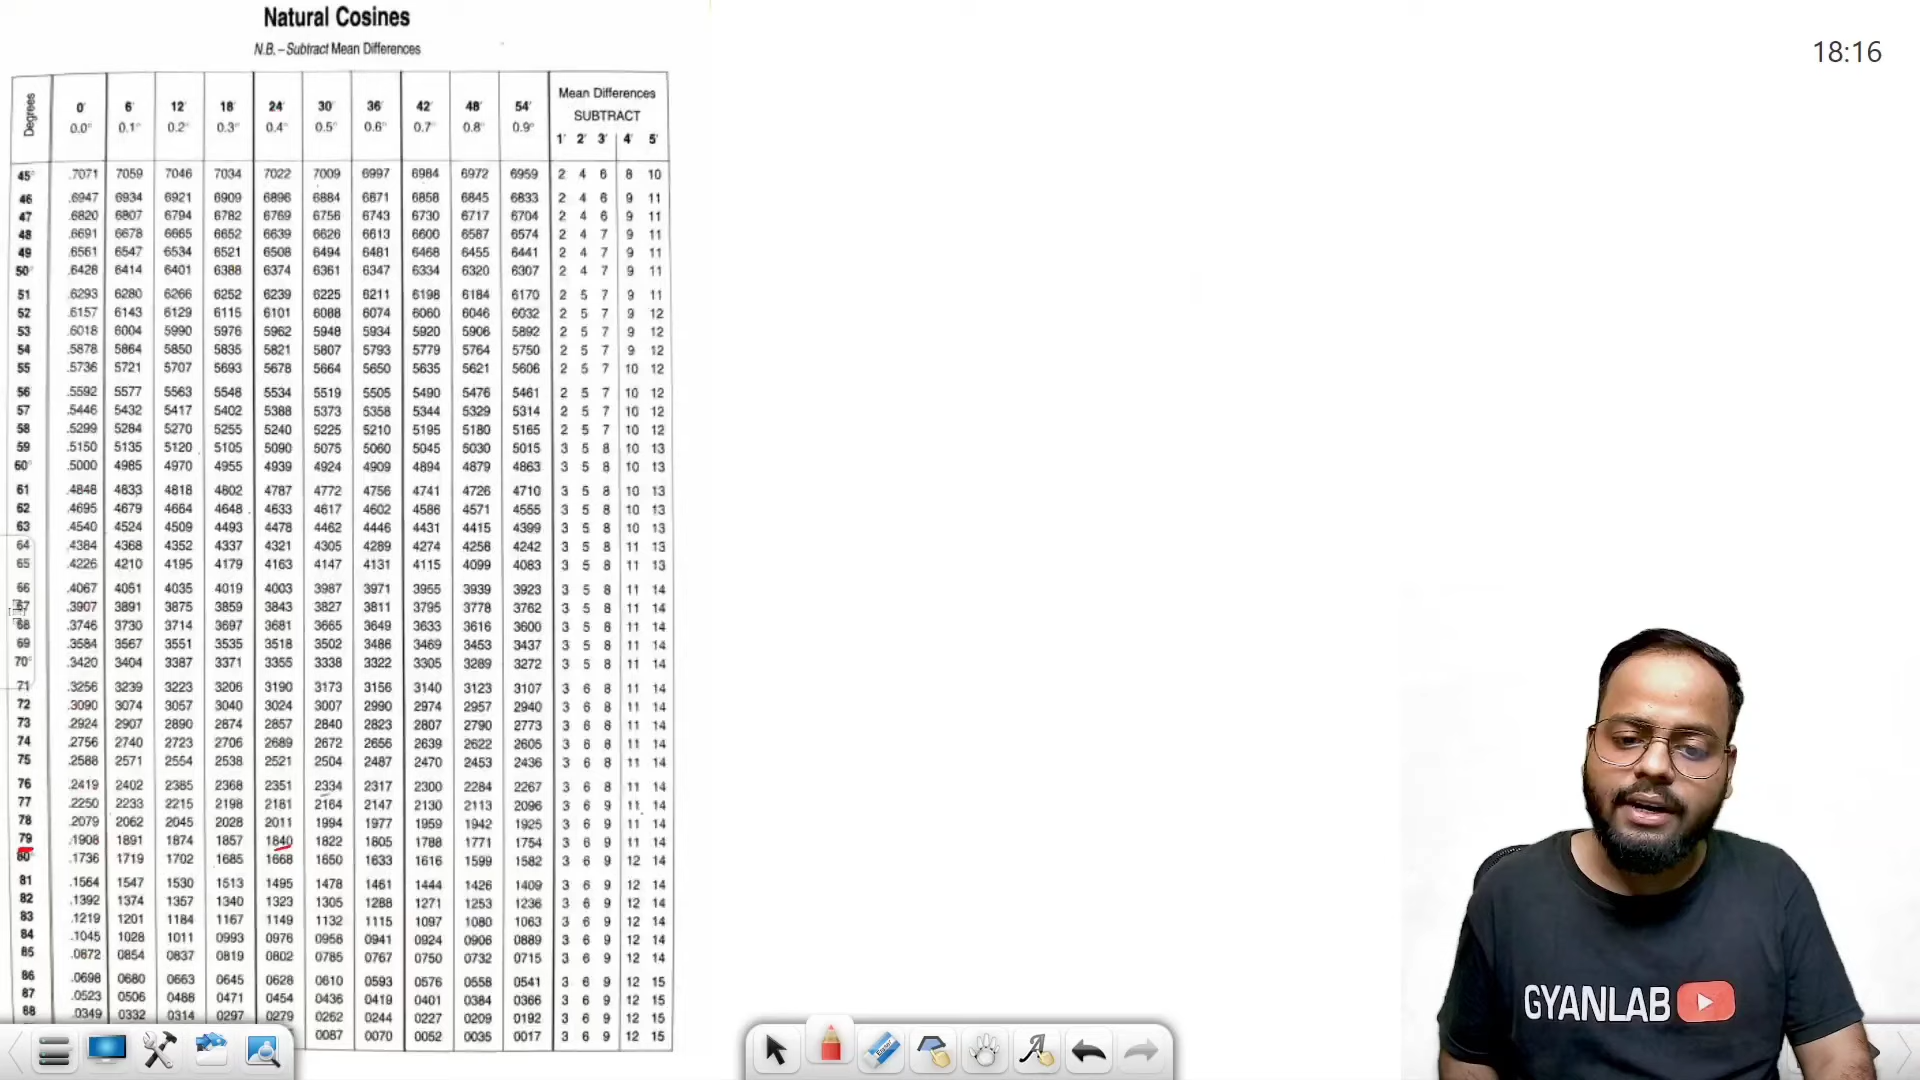 Natural Cosines
N.B. – Subtract Mean Differences
18:16
Degrees 0' 6' 12' 18' 24' 30' 36' 42' 48' 54' Mean Differences
SUBTRACT
0.0° 0.1° 0.2° 0.3° 0.4° 0.5° 0.6° 0.7° 0.8° 0.9° 1' 2' 3' 4' 5'
45° .7071 7059 7046 7034 7022 7009 6997 6984 6972 6959 2 4 6 8 10
46 .6947 6934 6921 6909 6896 6884 6871 6858 6845 6833 2 4 6 9 11
47 .6820 6807 6794 6782 6769 6756 6743 6730 6717 6704 2 4 6 9 11
48 .6691 6678 6665 6652 6639 6626 6613 6600 6587 6574 2 4 7 9 11
49 .6561 6547 6534 6521 6508 6494 6481 6468 6455 6441 2 4 7 9 11
50° .6428 6414 6401 6388 6374 6361 6347 6334 6320 6307 2 4 7 9 11
51 .6293 6280 6266 6252 6239 6225 6211 6198 6184 6170 2 5 7 9 11
52 .6157 6143 6129 6115 6101 6088 6074 6060 6046 6032 2 5 7 9 12
53 .6018 6004 5990 5976 5962 5948 5934 5920 5906 5892 2 5 7 9 12
54 .5878 5864 5850 5835 5821 5807 5793 5779 5764 5750 2 5 7 9 12
55 .5736 5721 5707 5693 5678 5664 5650 5635 5621 5606 2 5 7 10 12
56 .5592 5577 5563 5548 5534 5519 5505 5490 5476 5461 2 5 7 10 12
57 .5446 5432 5417 5402 5388 5373 5358 5344 5329 5314 2 5 7 10 12
58 .5299 5284 5270 5255 5240 5225 5210 5195 5180 5165 2 5 7 10 12
59 .5150 5135 5120 5105 5090 5075 5060 5045 5030 5015 3 5 8 10 13
60° .5000 4985 4970 4955 4939 4924 4909 4894 4879 4863 3 5 8 10 13
61 .4848 4833 4818 4802 4787 4772 4756 4741 4726 4710 3 5 8 10 13
62 .4695 4679 4664 4648 4633 4617 4602 4586 4571 4555 3 5 8 10 13
63 .4540 4524 4509 4493 4478 4462 4446 4431 4415 4399 3 5 8 10 13
64 .4384 4368 4352 4337 4321 4305 4289 4274 4258 4242 3 5 8 11 13
65 .4226 4210 4195 4179 4163 4147 4131 4115 4099 4083 3 5 8 11 13
66 .4067 4051 4035 4019 4003 3987 3971 3955 3939 3923 3 5 8 11 14
67 .3907 3891 3875 3859 3843 3827 3811 3795 3778 3762 3 5 8 11 14
68 .3746 3730 3714 3697 3681 3665 3649 3633 3616 3600 3 5 8 11 14
69 .3584 3567 3551 3535 3518 3502 3486 3469 3453 3437 3 5 8 11 14
70° .3420 3404 3387 3371 3355 3338 3322 3305 3289 3272 3 5 8 11 14
71 .3256 3239 3223 3206 3190 3173 3156 3140 3123 3107 3 6 8 11 14
72 .3090 3074 3057 3040 3024 3007 2990 2974 2957 2940 3 6 8 11 14
73 .2924 2907 2890 2874 2857 2840 2823 2807 2790 2773 3 6 8 11 14
74 .2756 2740 2723 2706 2689 2672 2656 2639 2622 2605 3 6 8 11 14
75 .2588 2571 2554 2538 2521 2504 2487 2470 2453 2436 3 6 8 11 14
76 .2419 2402 2385 2368 2351 2334 2317 2300 2284 2267 3 6 8 11 14
77 .2250 2233 2215 2198 2181 2164 2147 2130 2113 2096 3 6 9 11 14
78 .2079 2062 2045 2028 2011 1994 1977 1959 1942 1925 3 6 9 11 14
79 .1908 1891 1874 1857 1840 1822 1805 1788 1771 1754 3 6 9 11 14
80° .1736 1719 1702 1685 1668 1650 1633 1616 1599 1582 3 6 9 12 14
81 .1564 1547 1530 1513 1495 1478 1461 1444 1426 1409 3 6 9 12 14
82 .1392 1374 1357 1340 1323 1305 1288 1271 1253 1236 3 6 9 12 14
83 .1219 1201 1184 1167 1149 1132 1115 1097 1080 1063 3 6 9 12 14
84 .1045 1028 1011 0993 0976 0958 0941 0924 0906 0889 3 6 9 12 14
85 .0872 0854 0837 0819 0802 0785 0767 0750 0732 0715 3 6 9 12 14
86 .0698 0680 0663 0645 0628 0610 0593 0576 0558 0541 3 6 9 12 15
87 .0523 0506 0488 0471 0454 0436 0419 0401 0384 0366 3 6 9 12 15
88 .0349 0332 0314 0297 0279 0262 0244 0227 0209 0192 3 6 9 12 15
0087 0070 0052 0035 0017 3 6 9 12 15
GYANLAB
Eraser
A